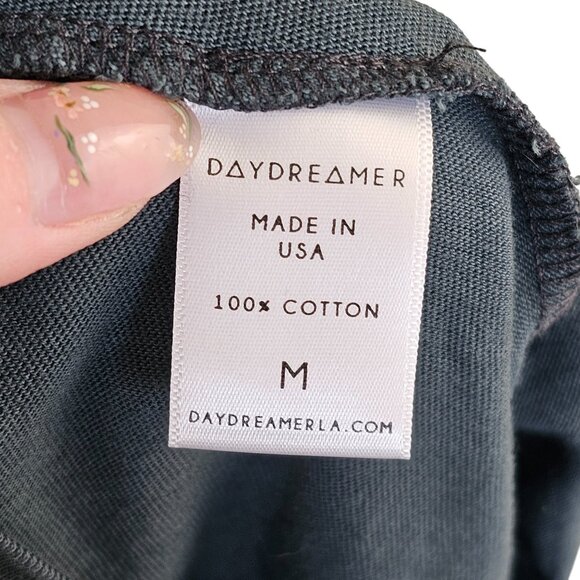 DAYDREAMER
MADE IN
USA
100% COTTON
M
DAYDREAMERLA.COM